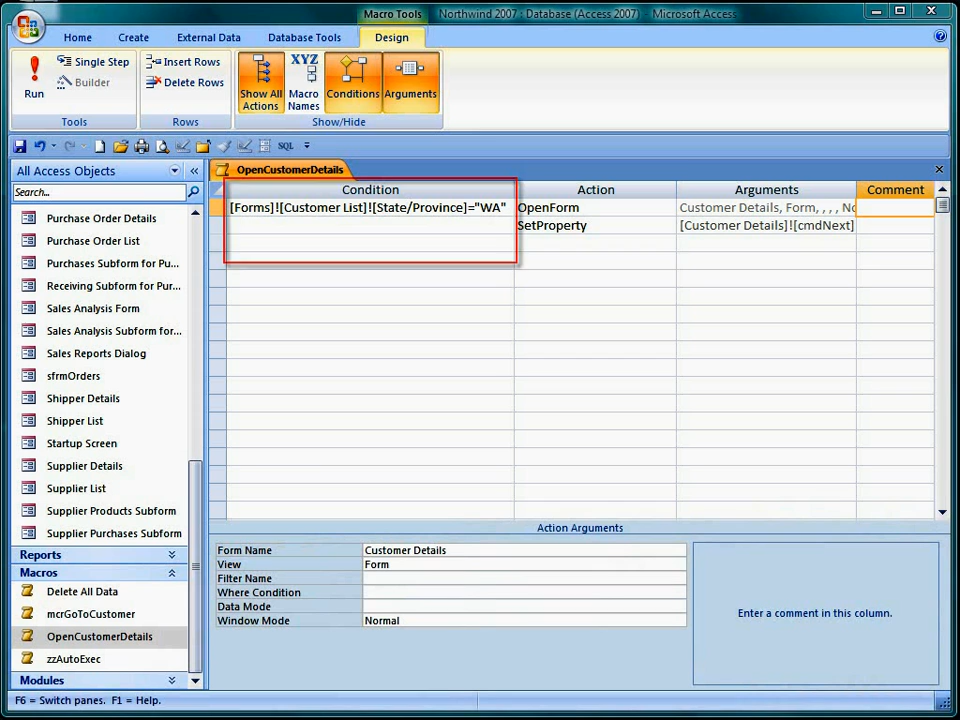 Macro Tools Northwind 2007 : Database (Access 2007) - Microsoft Access
Home Create External Data Database Tools Design
Run
Single Step
Builder
Tools
Insert Rows
Delete Rows
Rows
Show All Actions
XYZ
Macro Names
Conditions
Arguments
Show/Hide
SQL
All Access Objects
Search...
Purchase Order Details
Purchase Order List
Purchases Subform for Pu...
Receiving Subform for Pur...
Sales Analysis Form
Sales Analysis Subform for...
Sales Reports Dialog
sfrmOrders
Shipper Details
Shipper List
Startup Screen
Supplier Details
Supplier List
Supplier Products Subform
Supplier Purchases Subform
Reports
Macros
Delete All Data
mcrGoToCustomer
OpenCustomerDetails
zzAutoExec
Modules
OpenCustomerDetails
Condition Action Arguments Comment
[Forms]![Customer List]![State/Province]="WA" OpenForm Customer Details, Form, , , , No
SetProperty [Customer Details]![cmdNext]
Action Arguments
Form Name Customer Details
View Form
Filter Name
Where Condition
Data Mode
Window Mode Normal
Enter a comment in this column.
F6 = Switch panes. F1 = Help.